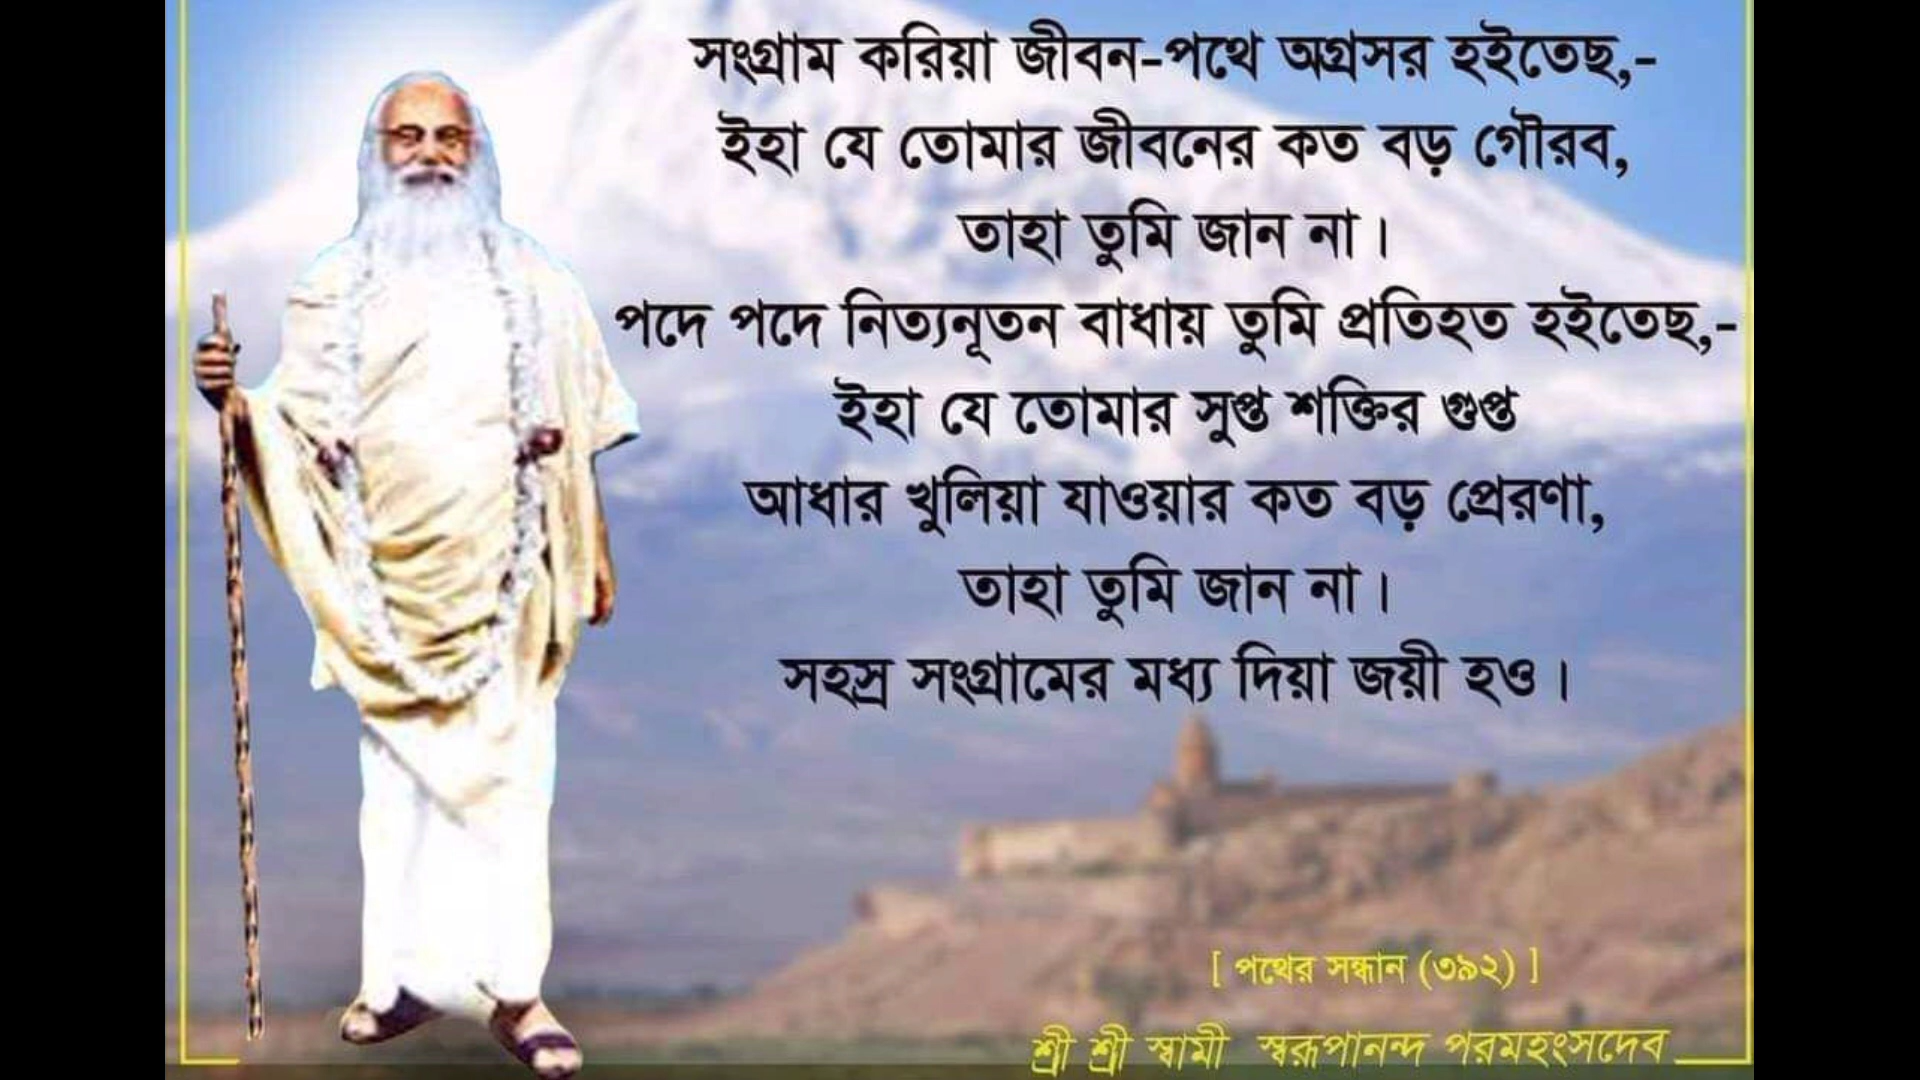 সংগ্রাম করিয়া জীবন-পথে অগ্রসর হইতেছ,-
ইহা যে তোমার জীবনের কত বড় গৌরব,
তাহা তুমি জান না।
পদে পদে নিত্যনূতন বাধায় তুমি প্রতিহত হইতেছ,-
ইহা যে তোমার সুপ্ত শক্তির গুপ্ত
আধার খুলিয়া যাওয়ার কত বড় প্রেরণা,
তাহা তুমি জান না।
সহস্র সংগ্রামের মধ্য দিয়া জয়ী হও।
[ পথের সন্ধান (৩৯২) ]
শ্রী শ্রী স্বামী স্বরূপানন্দ পরমহংসদেব